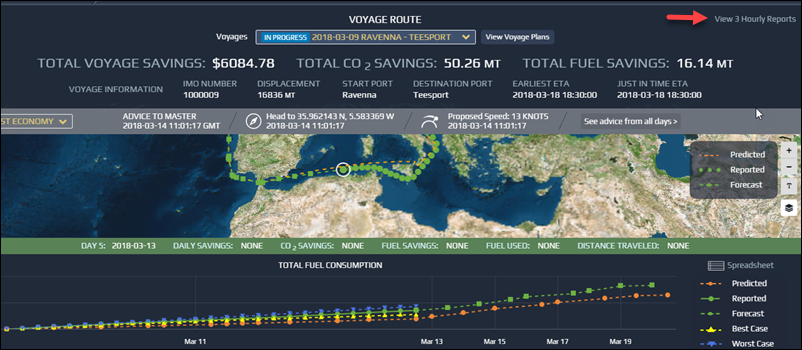 VOYAGE ROUTE
View 3 Hourly Reports
Voyages IN PROGRESS 2018-03-09 RAVENNA - TEESPORT View Voyage Plans
TOTAL VOYAGE SAVINGS: $6084.78 TOTAL CO2 SAVINGS: 50.26 MT TOTAL FUEL SAVINGS: 16.14 MT
VOYAGE INFORMATION
IMO NUMBER
1000009
DISPLACEMENT
16836 MT
START PORT
Ravenna
DESTINATION PORT
Teesport
EARLIEST ETA
2018-03-18 18:30:00
JUST IN TIME ETA
2018-03-18 18:30:00
ST ECONOMY
ADVICE TO MASTER
2018-03-14 11:01:17 GMT
Head to 35.962143 N, 5.583369 W
2018-03-14 11:01:17
Proposed Speed: 13 KNOTS
2018-03-14 11:01:17
See advice from all days >
Predicted
Reported
Forecast
+
−
DAY 5: 2018-03-13 DAILY SAVINGS: NONE CO2 SAVINGS: NONE FUEL SAVINGS: NONE FUEL USED: NONE DISTANCE TRAVELED: NONE
TOTAL FUEL CONSUMPTION
Spreadsheet
Predicted
Reported
Forecast
Best Case
Worst Case
Mar 11 Mar 13 Mar 15 Mar 17 Mar 19